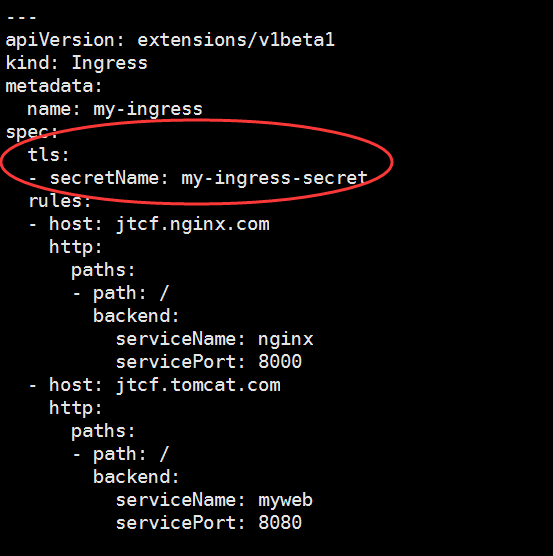 ---
apiVersion: extensions/v1beta1
kind: Ingress
metadata:
  name: my-ingress
spec:
  tls:
  - secretName: my-ingress-secret
  rules:
  - host: jtcf.nginx.com
    http:
      paths:
      - path: /
        backend:
          serviceName: nginx
          servicePort: 8000
  - host: jtcf.tomcat.com
    http:
      paths:
      - path: /
        backend:
          serviceName: myweb
          servicePort: 8080